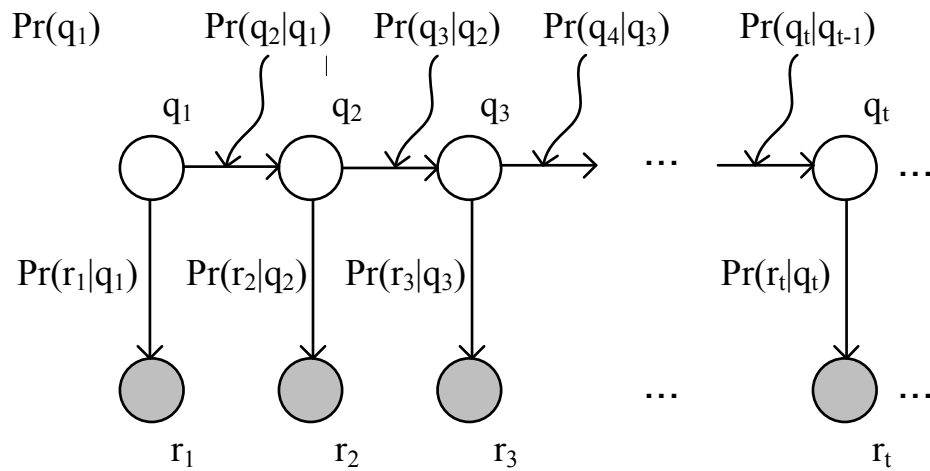 Pr(q₁) Pr(q₂|q₁) Pr(q₃|q₂) Pr(q₄|q₃) Pr(qₜ|qₜ₋₁)
q₁ q₂ q₃ qₜ
... ...
Pr(r₁|q₁) Pr(r₂|q₂) Pr(r₃|q₃) Pr(rₜ|qₜ)
... ...
r₁ r₂ r₃ rₜ